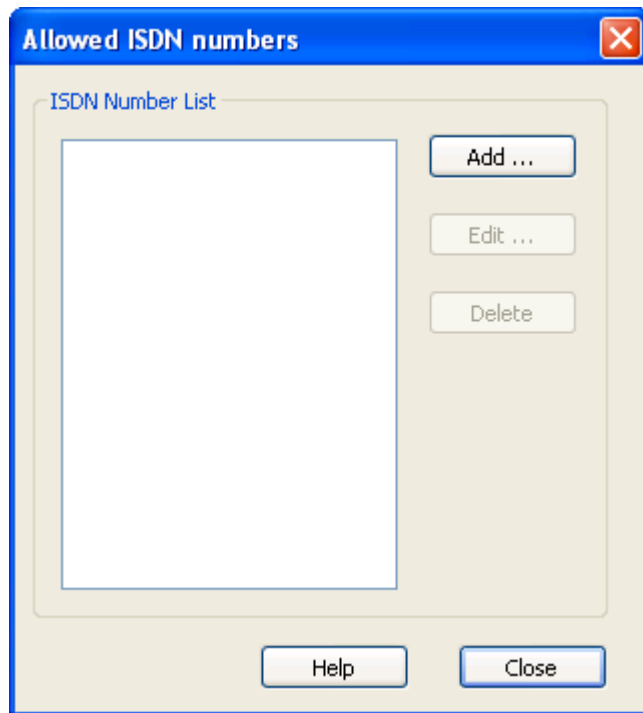 Allowed ISDN numbers
ISDN Number List
Add ...
Edit ...
Delete
Help
Close